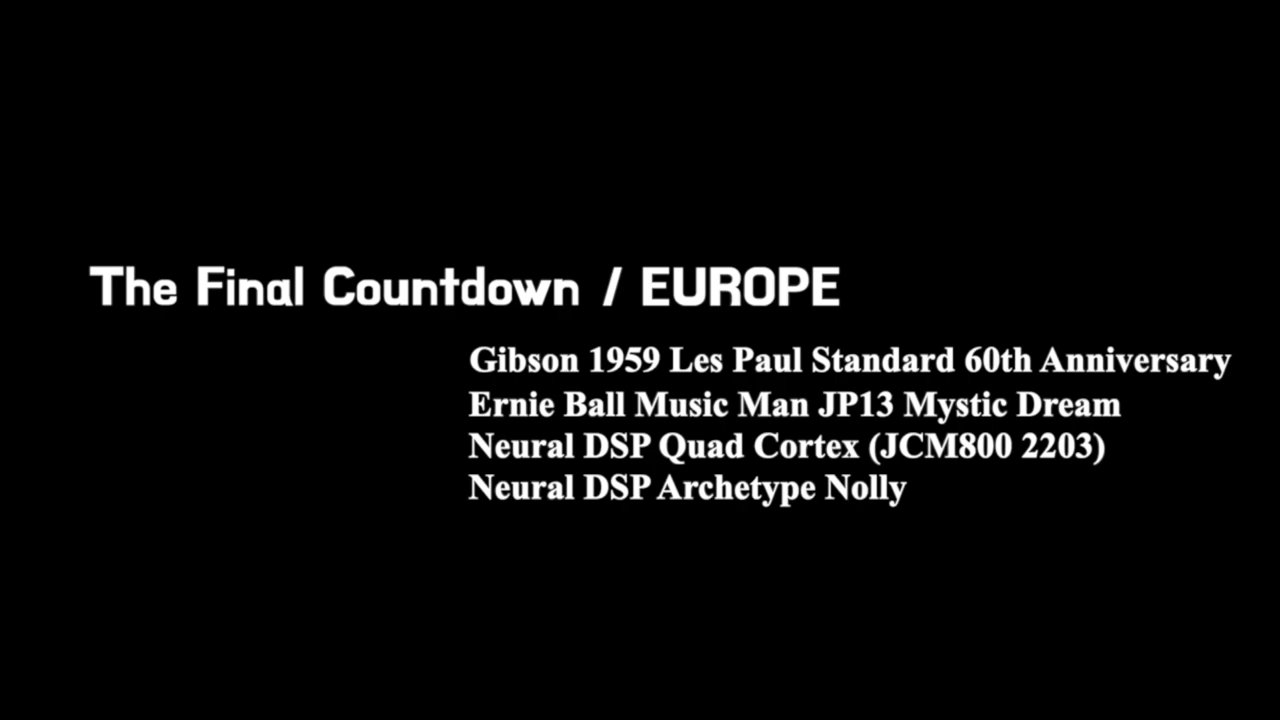 The Final Countdown / EUROPE
Gibson 1959 Les Paul Standard 60th Anniversary
Ernie Ball Music Man JP13 Mystic Dream
Neural DSP Quad Cortex (JCM800 2203)
Neural DSP Archetype Nolly